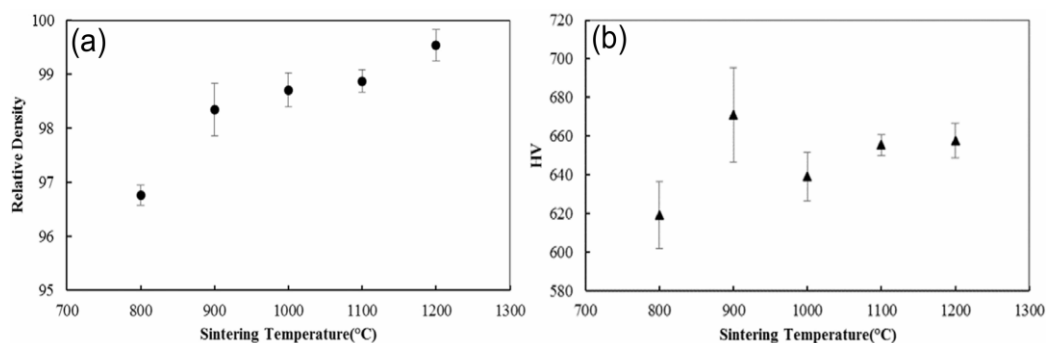 (a)
100
99
98
97
96
95
Relative Density
700 800 900 1000 1100 1200 1300
Sintering Temperature(°C)
(b)
720
700
680
660
640
620
600
580
HV
700 800 900 1000 1100 1200 1300
Sintering Temperature(°C)